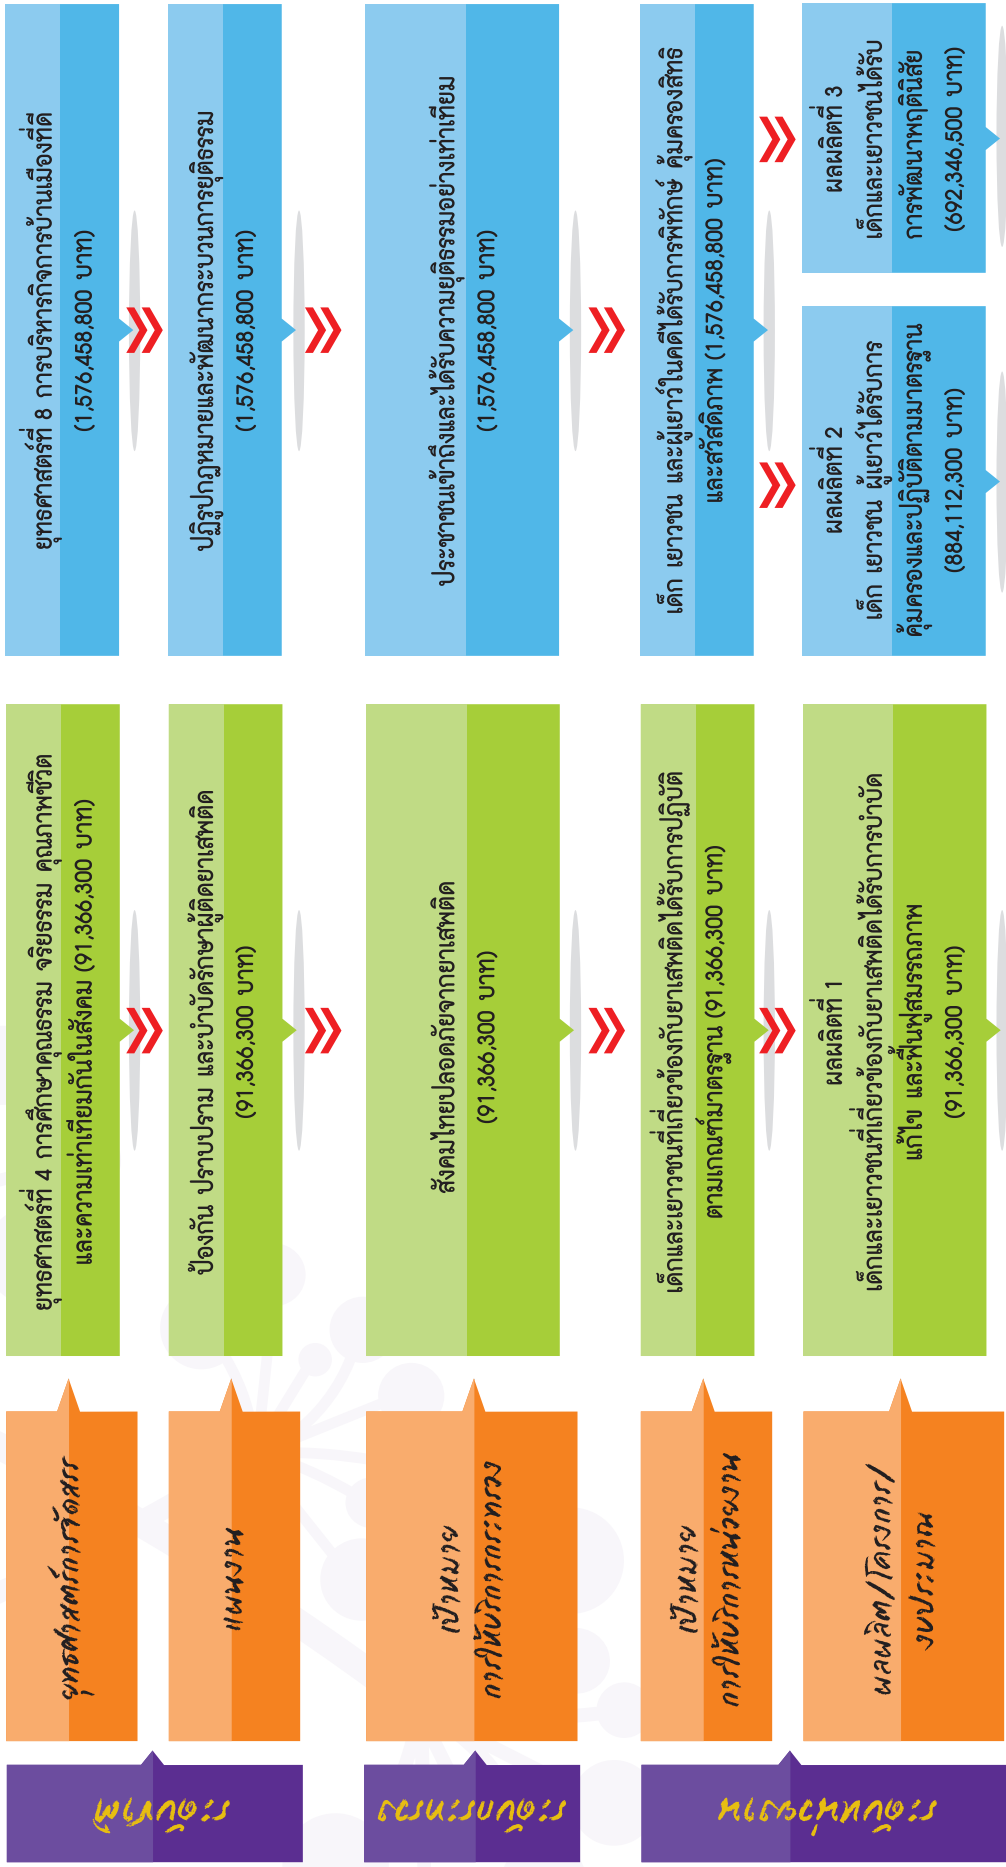 ระดับชาติ
ยุทธศาสตร์การจัดสรร
ยุทธศาสตร์ที่ 4 การศึกษาคุณธรรม จริยธรรม คุณภาพชีวิต
และความเท่าเทียมกันในสังคม (91,366,300 บาท)
ยุทธศาสตร์ที่ 8 การบริหารกิจการบ้านเมืองที่ดี
(1,576,458,800 บาท)
แผนงาน
ป้องกัน ปราบปราม และบำบัดรักษาผู้ติดยาเสพติด
(91,366,300 บาท)
ปฏิรูปกฎหมายและพัฒนากระบวนการยุติธรรม
(1,576,458,800 บาท)
ระดับกระทรวง
เป้าหมาย
การให้บริการกระทรวง
สังคมไทยปลอดภัยจากยาเสพติด
(91,366,300 บาท)
ประชาชนเข้าถึงและได้รับความยุติธรรมอย่างเท่าเทียม
(1,576,458,800 บาท)
ระดับหน่วยงาน
เป้าหมาย
การให้บริการหน่วยงาน
เด็กและเยาวชนที่เกี่ยวข้องกับยาเสพติดได้รับการปฏิบัติ
ตามเกณฑ์มาตรฐาน (91,366,300 บาท)
เด็ก เยาวชน และผู้เยาว์ในคดีได้รับการพิทักษ์ คุ้มครองสิทธิ
และสวัสดิภาพ (1,576,458,800 บาท)
ผลผลิต/โครงการ/
งบประมาณ
ผลผลิตที่ 1
เด็กและเยาวชนที่เกี่ยวข้องกับยาเสพติดได้รับการบำบัด
แก้ไข และฟื้นฟูสมรรถภาพ
(91,366,300 บาท)
ผลผลิตที่ 2
เด็ก เยาวชน ผู้เยาว์ได้รับการ
คุ้มครองและปฏิบัติตามมาตรฐาน
(884,112,300 บาท)
ผลผลิตที่ 3
เด็กและเยาวชนได้รับ
การพัฒนาพฤตินิสัย
(692,346,500 บาท)